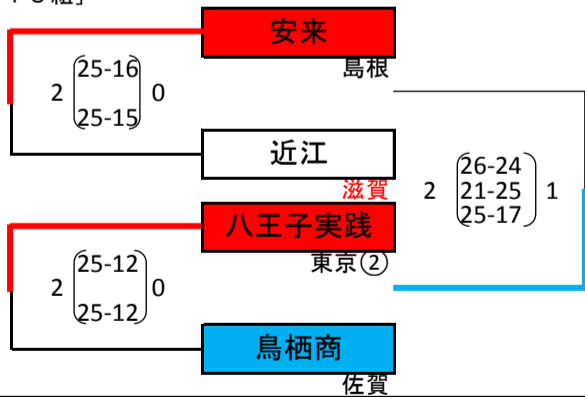 安来
島根
2 25-16 0
25-15
近江
滋賀
2 26-24 1
21-25
25-17
八王子実践
東京②
2 25-12 0
25-12
鳥栖商
佐賀